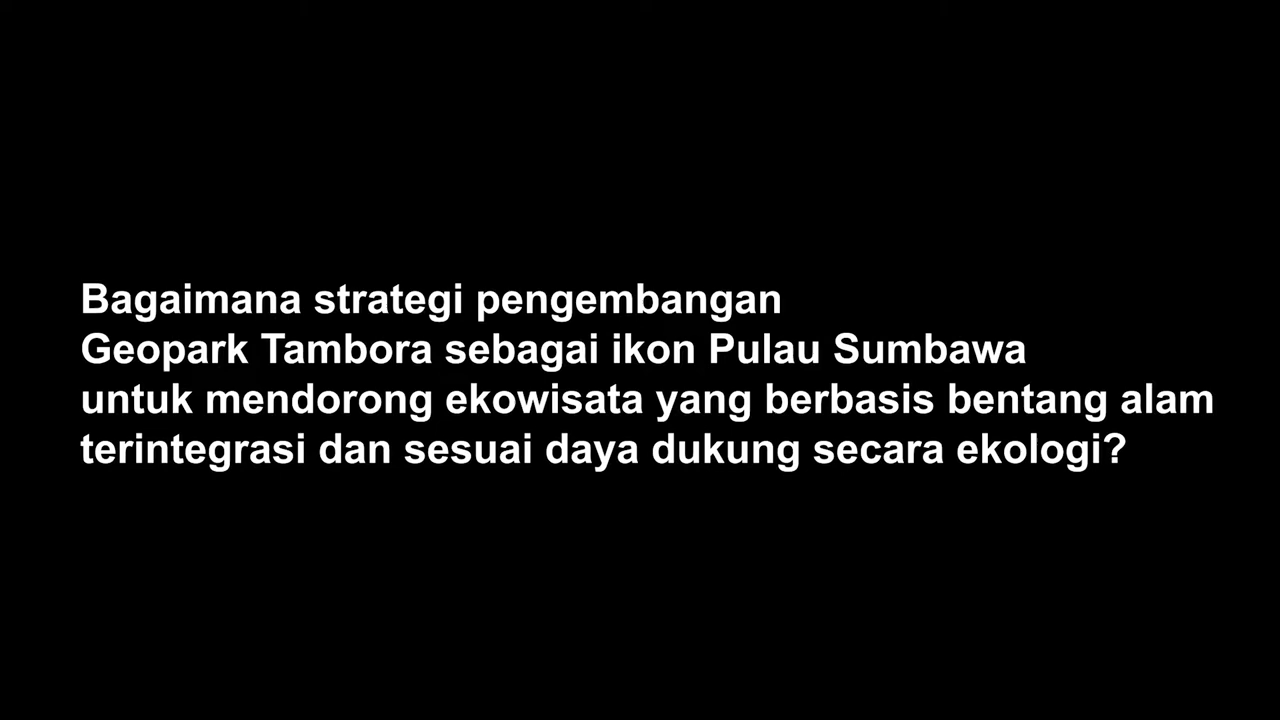 Bagaimana strategi pengembangan
Geopark Tambora sebagai ikon Pulau Sumbawa
untuk mendorong ekowisata yang berbasis bentang alam
terintegrasi dan sesuai daya dukung secara ekologi?